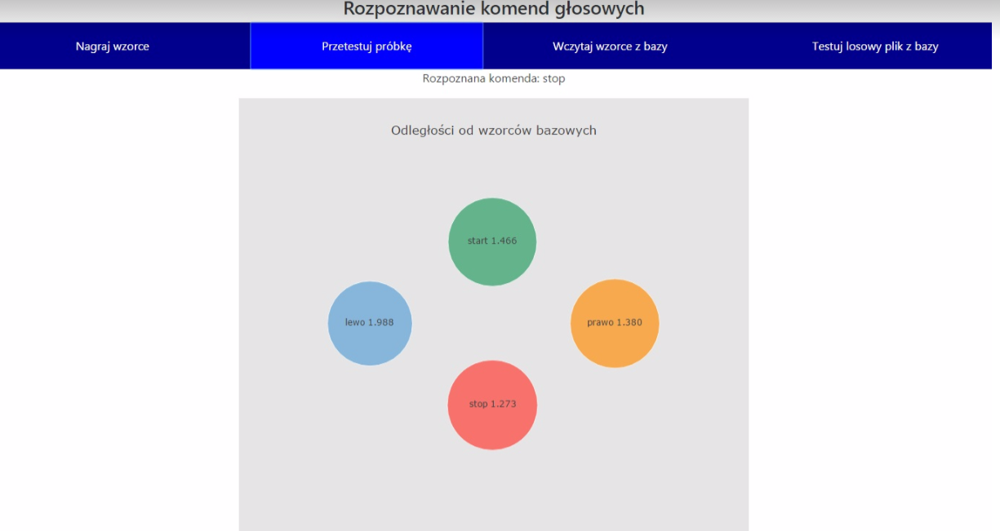 Rozpoznawanie komend głosowych
Nagraj wzorce
Przetestuj próbkę
Wczytaj wzorce z bazy
Testuj losowy plik z bazy
Rozpoznana komenda: stop
Odległości od wzorców bazowych
start 1.466
lewo 1.988
prawo 1.380
stop 1.273